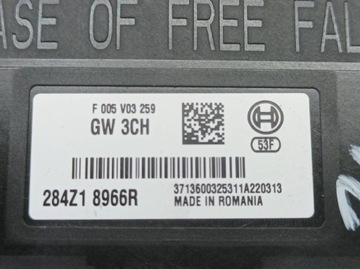 ASE OF FREE FAL
F 005 V03 259
GW 3CH
53F
284Z1 8966R
3713600325311A220313
MADE IN ROMANIA